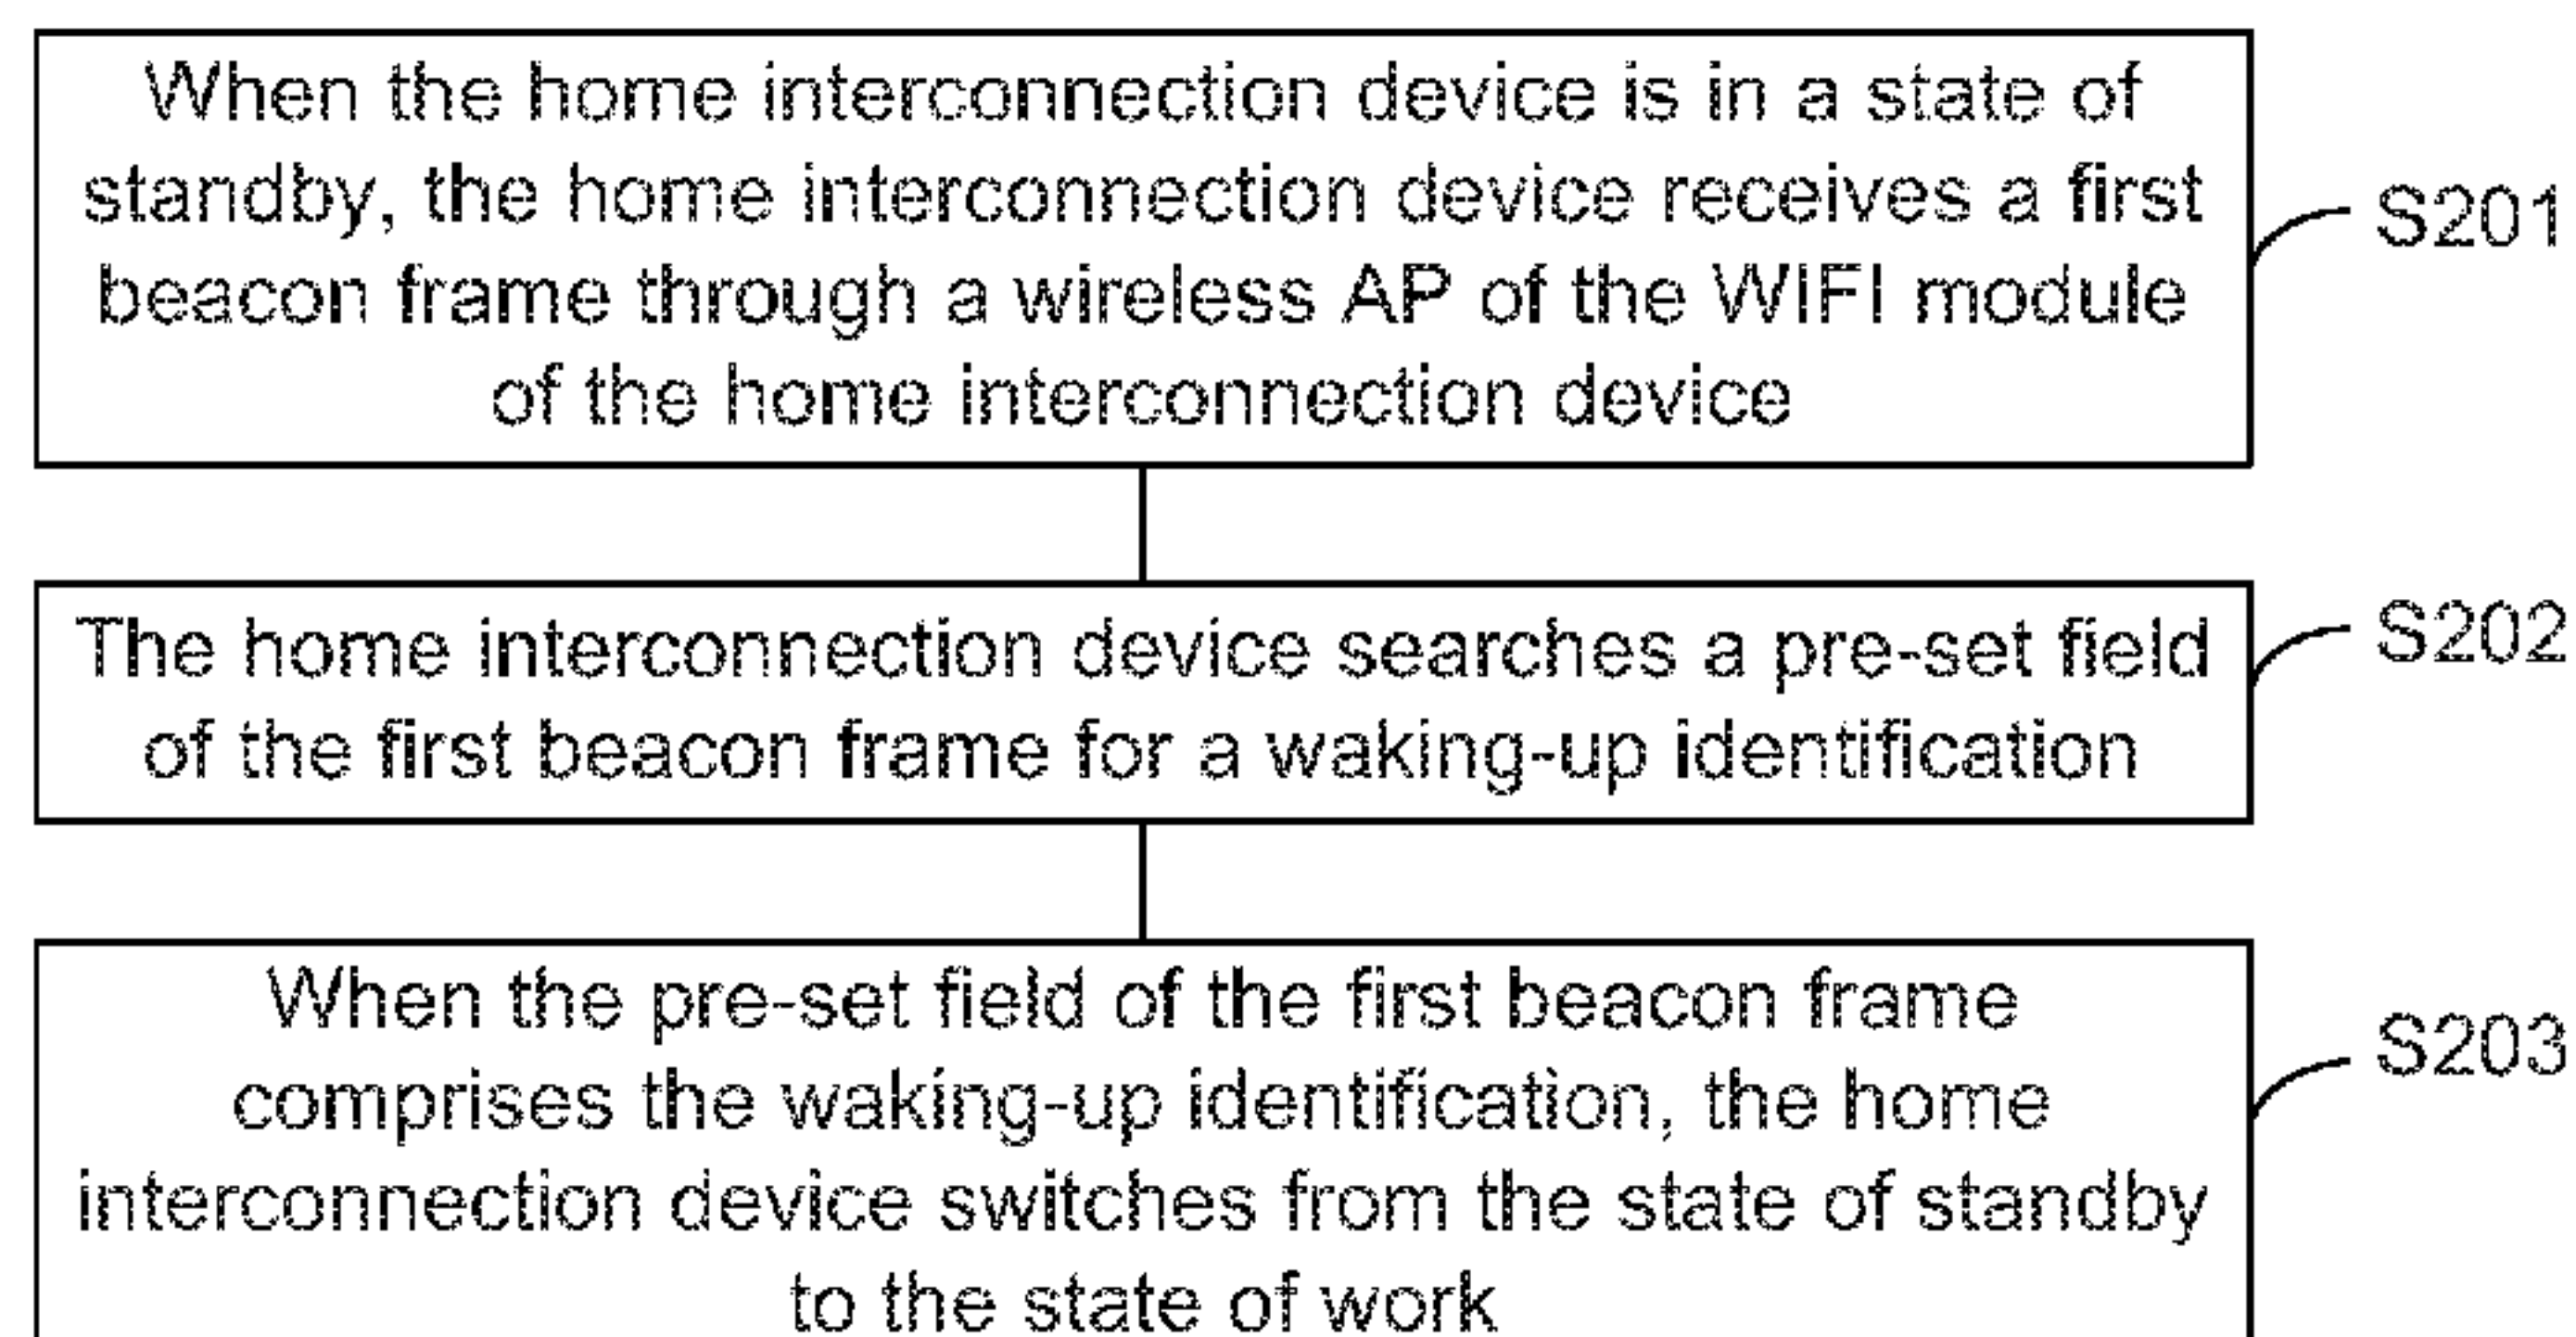 When the home interconnection device is in a state of
standby, the home interconnection device receives a first
beacon frame through a wireless AP of the WIFI module
of the home interconnection device
S201
The home interconnection device searches a pre-set field
of the first beacon frame for a waking-up identification
S202
When the pre-set field of the first beacon frame
comprises the waking-up identification, the home
interconnection device switches from the state of standby
to the state of work
S203